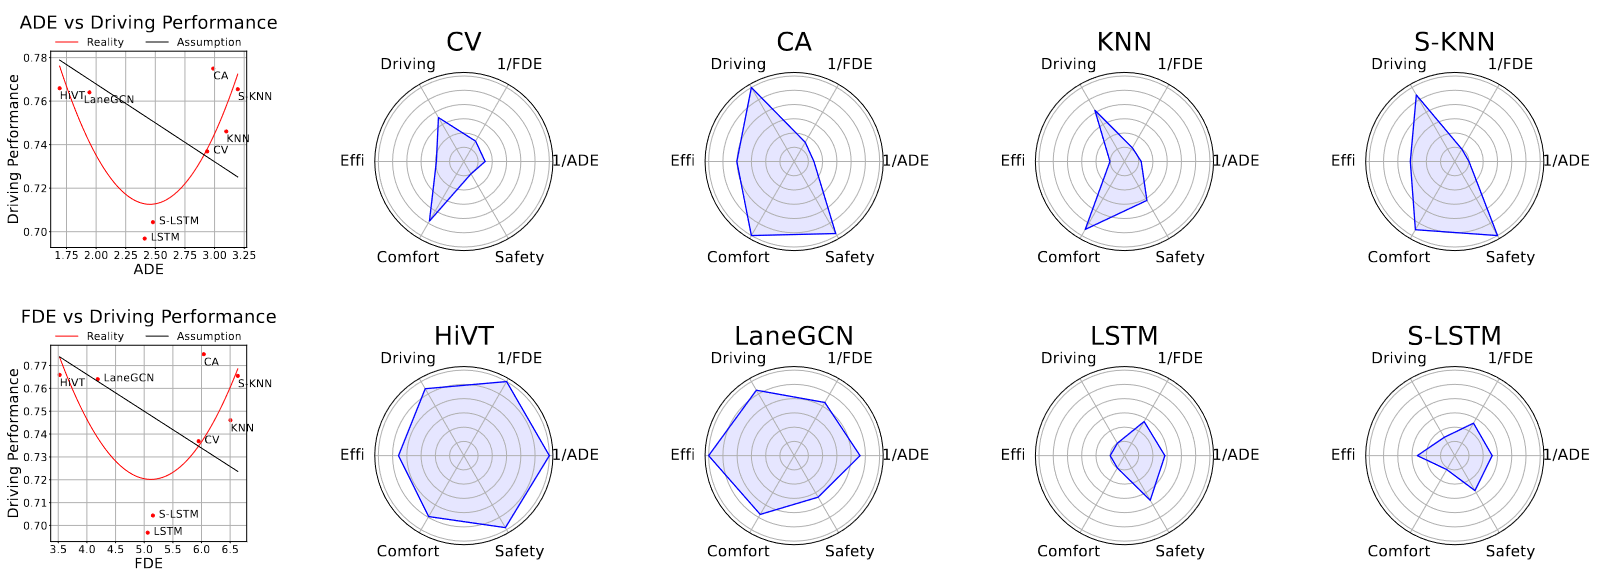 ADE vs Driving Performance
Reality
Assumption
Driving Performance
0.78
0.76
0.74
0.72
0.70
HiVT
LaneGCN
CA
S-KNN
KNN
CV
S-LSTM
LSTM
1.75 2.00 2.25 2.50 2.75 3.00 3.25
ADE
CV
Driving 1/FDE
Effi 1/ADE
Comfort Safety
CA
Driving 1/FDE
Effi 1/ADE
Comfort Safety
KNN
Driving 1/FDE
Effi 1/ADE
Comfort Safety
S-KNN
Driving 1/FDE
Effi 1/ADE
Comfort Safety
FDE vs Driving Performance
Reality
Assumption
Driving Performance
0.77
0.76
0.75
0.74
0.73
0.72
0.71
0.70
CA
HiVT
LaneGCN
S-KNN
KNN
CV
S-LSTM
LSTM
3.5 4.0 4.5 5.0 5.5 6.0 6.5
FDE
HiVT
Driving 1/FDE
Effi 1/ADE
Comfort Safety
LaneGCN
Driving 1/FDE
Effi 1/ADE
Comfort Safety
LSTM
Driving 1/FDE
Effi 1/ADE
Comfort Safety
S-LSTM
Driving 1/FDE
Effi 1/ADE
Comfort Safety